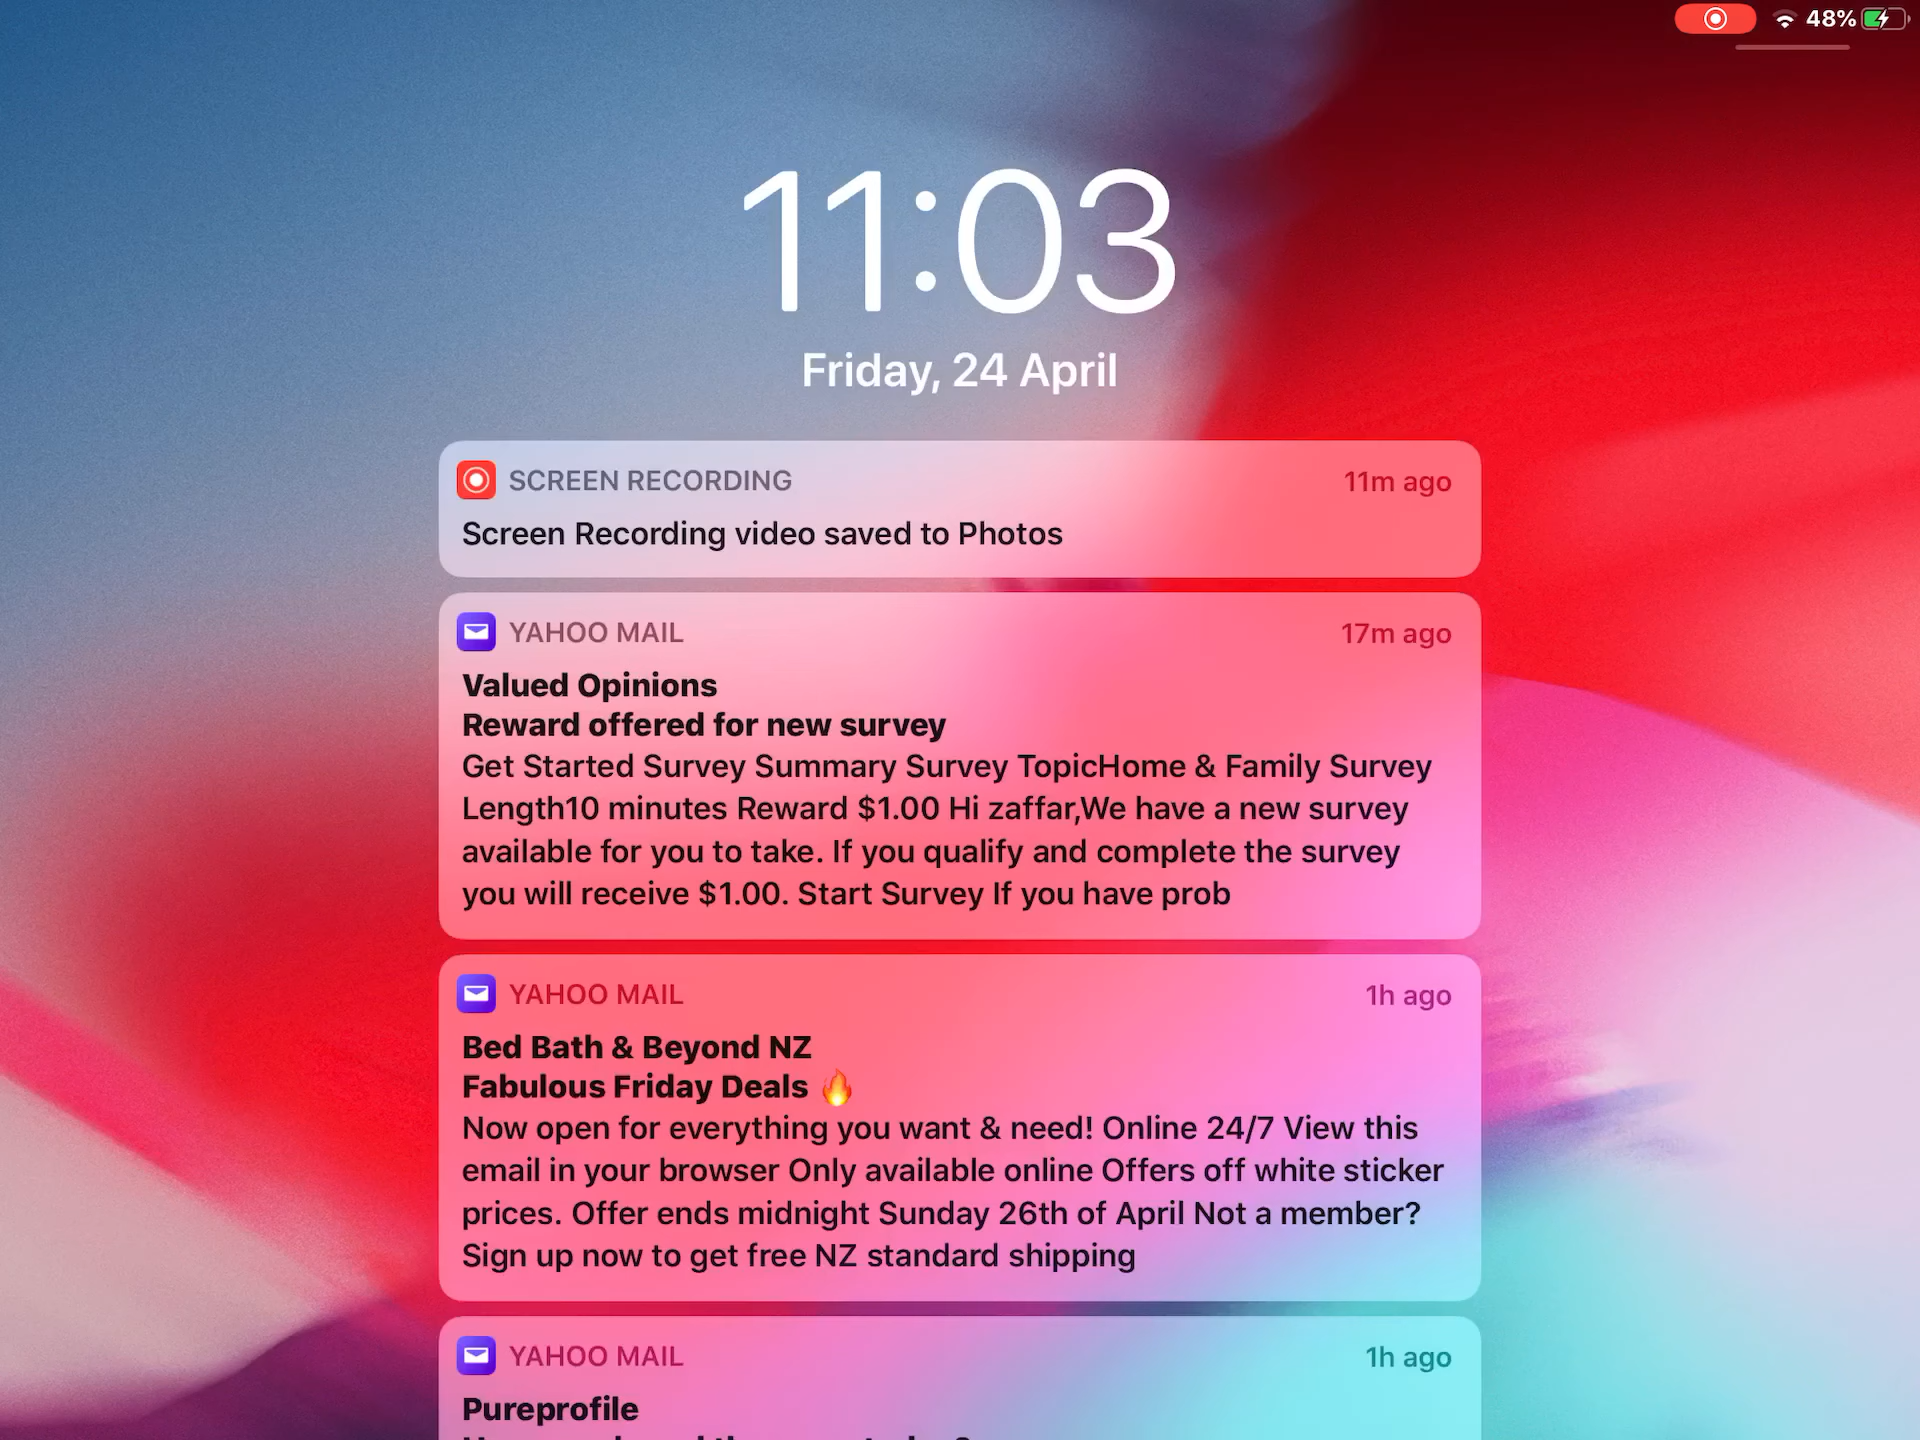 48%
11:03
Friday, 24 April
SCREEN RECORDING
11m ago
Screen Recording video saved to Photos
YAHOO MAIL
17m ago
Valued Opinions
Reward offered for new survey
Get Started Survey Summary Survey TopicHome & Family Survey
Length10 minutes Reward $1.00 Hi zaffar,We have a new survey
available for you to take. If you qualify and complete the survey
you will receive $1.00. Start Survey If you have prob
YAHOO MAIL
1h ago
Bed Bath & Beyond NZ
Fabulous Friday Deals 🔥
Now open for everything you want & need! Online 24/7 View this
email in your browser Only available online Offers off white sticker
prices. Offer ends midnight Sunday 26th of April Not a member?
Sign up now to get free NZ standard shipping
YAHOO MAIL
1h ago
Pureprofile